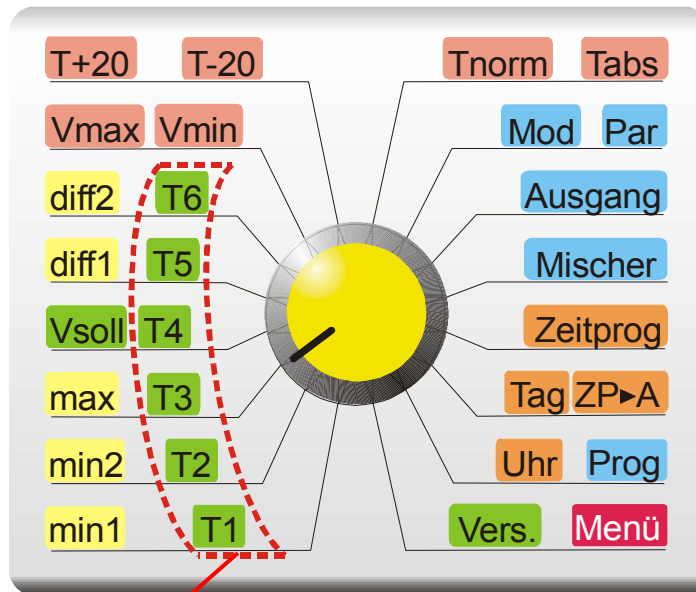 T+20 T-20
Vmax Vmin
diff2 T6
diff1 T5
Vsoll T4
max T3
min2 T2
min1 T1
Tnorm Tabs
Mod Par
Ausgang
Mischer
Zeitprog
Tag ZP►A
Uhr Prog
Vers. Menü